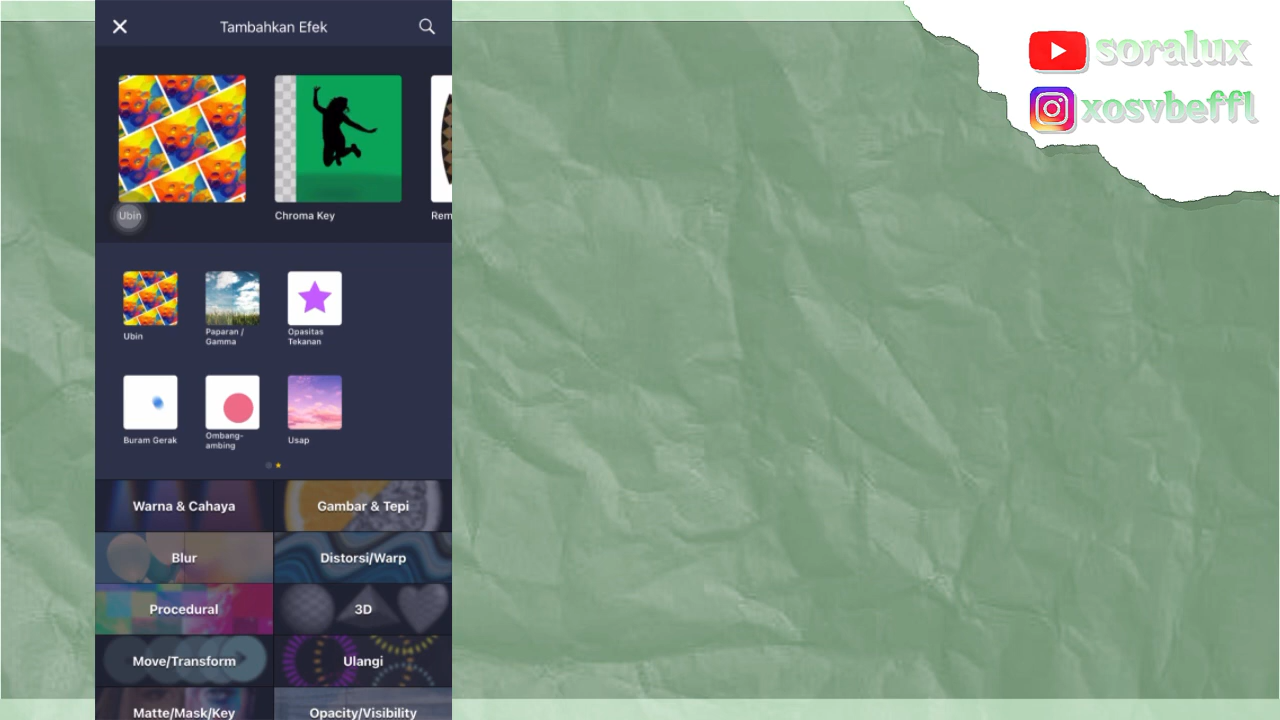 Tambahkan Efek
Ubin
Chroma Key
Rem
Ubin
Paparan /
Gamma
Opasitas
Tekanan
Buram Gerak
Ombang-
ambing
Usap
Warna & Cahaya
Gambar & Tepi
Blur
Distorsi/Warp
Procedural
3D
Move/Transform
Ulangi
Matte/Mask/Key
Opacity/Visibility
soralux
xosvbeffl